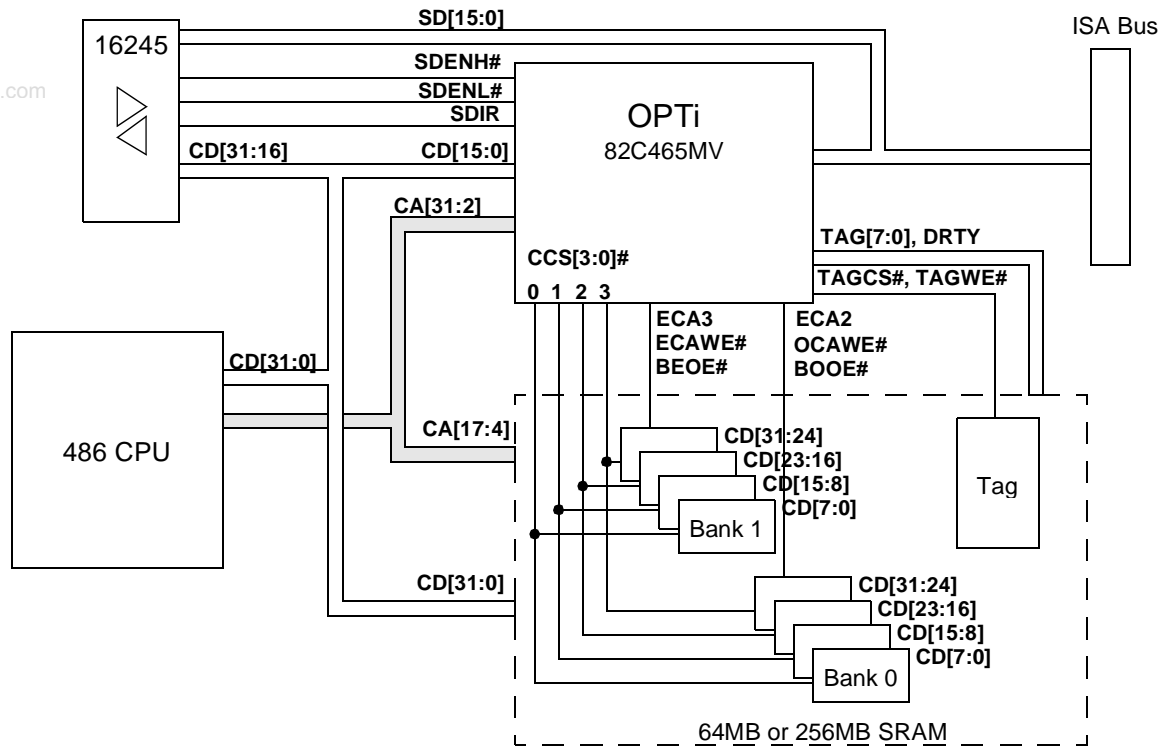 SD[15:0]
ISA Bus
16245
SDENH#
.com
SDENL#
SDIR
OPTi
82C465MV
CD[31:16]
CD[15:0]
CA[31:2]
TAG[7:0], DRTY
CCS[3:0]#
TAGCS#, TAGWE#
0 1 2 3
ECA3
ECAWE#
BEOE#
ECA2
OCAWE#
BOOE#
CD[31:0]
486 CPU
CA[17:4]
CD[31:24]
CD[23:16]
CD[15:8]
CD[7:0]
Bank 1
Tag
CD[31:0]
CD[31:24]
CD[23:16]
CD[15:8]
CD[7:0]
Bank 0
64MB or 256MB SRAM